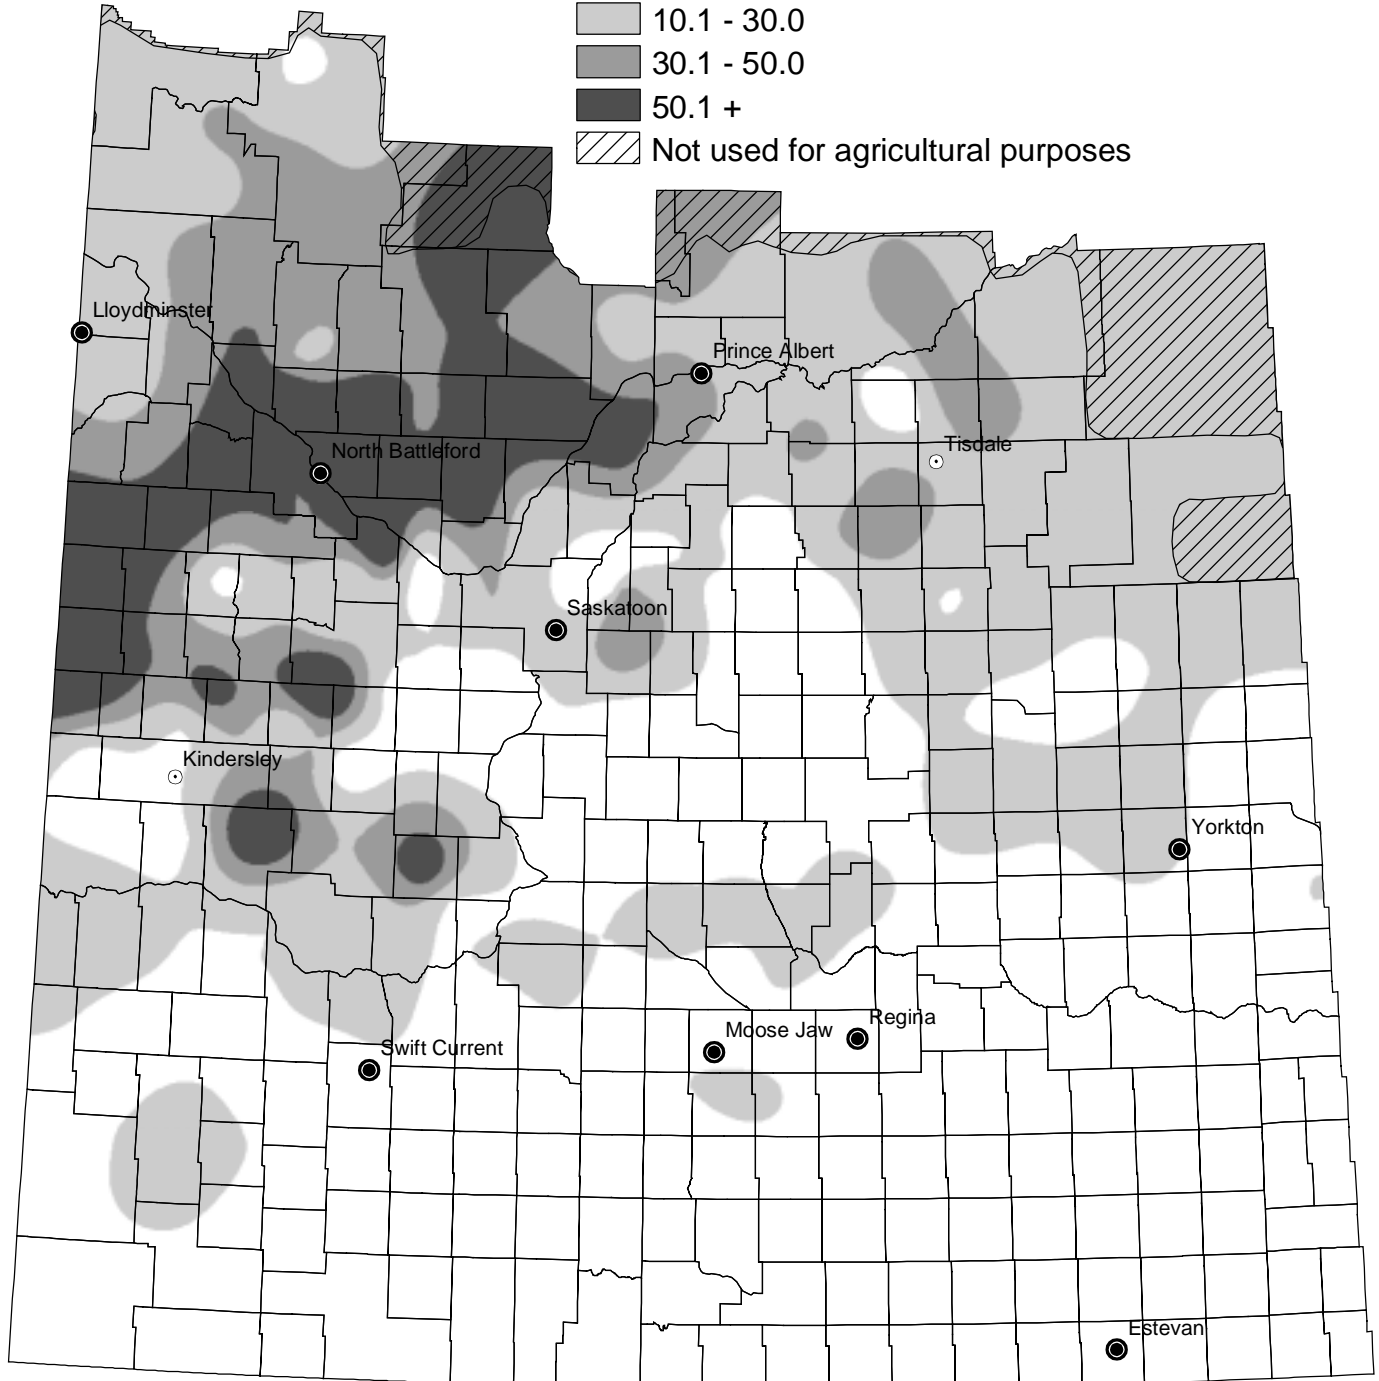 10.1 - 30.0
30.1 - 50.0
50.1 +
Not used for agricultural purposes
Lloydminster
Prince Albert
North Battleford
Tisdale
Saskatoon
Kindersley
Yorkton
Regina
Moose Jaw
Swift Current
Estevan